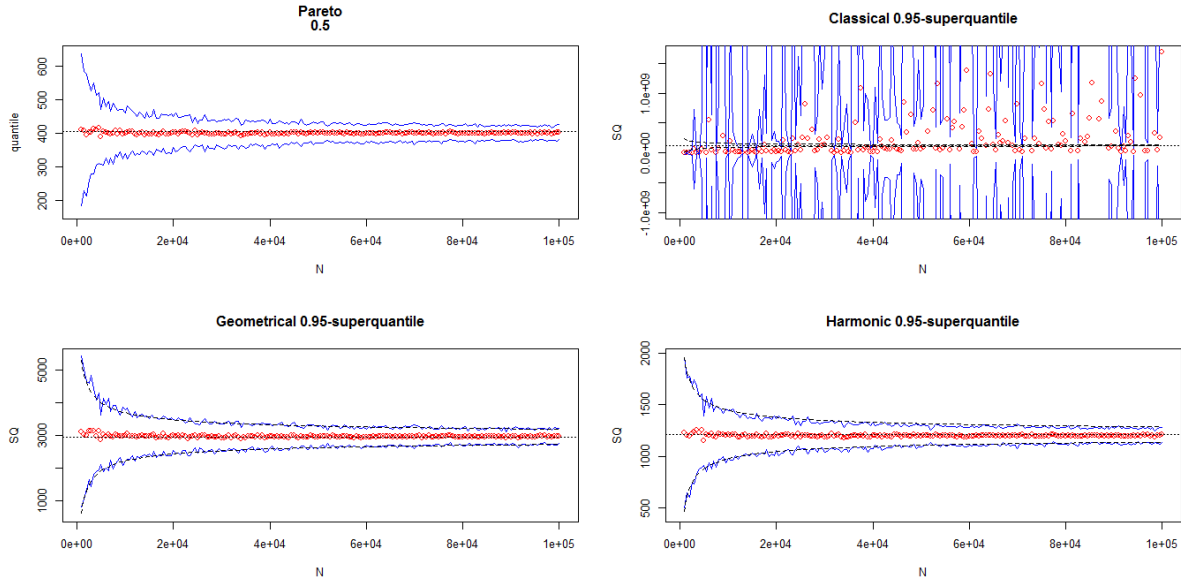 Pareto
0.5
quantile
200 300 400 500 600
0e+00 2e+04 4e+04 6e+04 8e+04 1e+05
N
Classical 0.95-superquantile
SQ
-1.0e+09 0.0e+00 1.0e+09
0e+00 2e+04 4e+04 6e+04 8e+04 1e+05
N
Geometrical 0.95-superquantile
SQ
1000 3000 5000
0e+00 2e+04 4e+04 6e+04 8e+04 1e+05
N
Harmonic 0.95-superquantile
SQ
500 1000 1500 2000
0e+00 2e+04 4e+04 6e+04 8e+04 1e+05
N